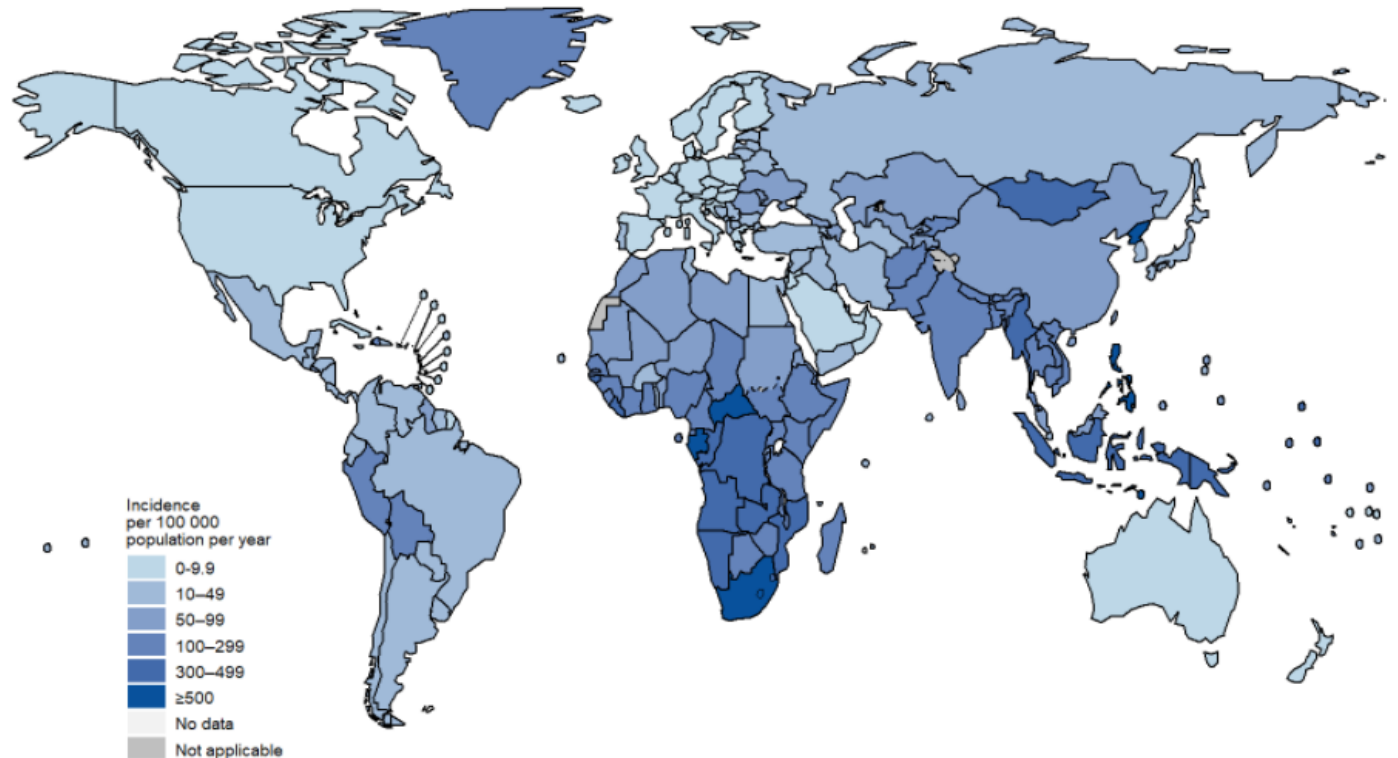 Incidence
per 100 000
population per year
0-9.9
10–49
50–99
100–299
300–499
≥500
No data
Not applicable